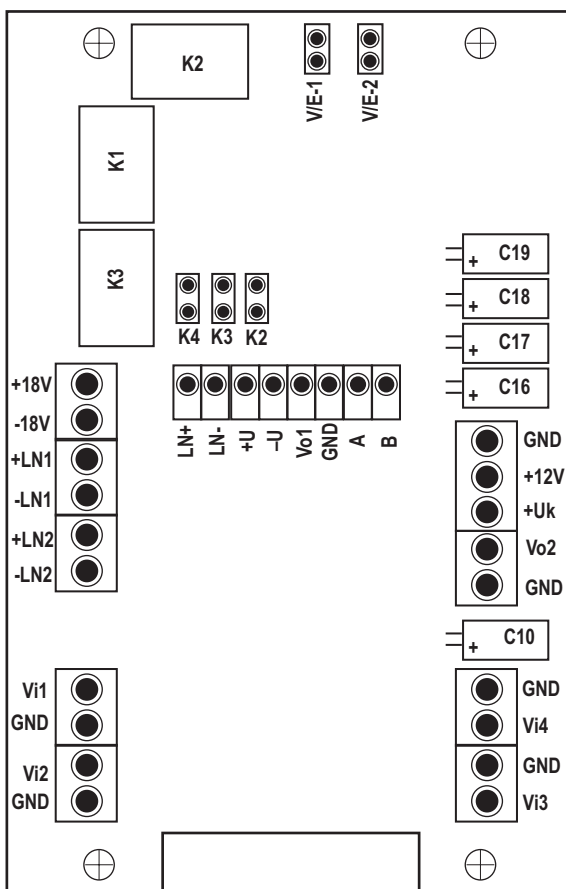 K2
V/E-1
V/E-2
K1
K3
C19
C18
C17
C16
K4 K3 K2
LN+ LN- +U –U Vo1 GND A B
+18V
-18V
+LN1
-LN1
+LN2
-LN2
GND
+12V
+Uk
Vo2
GND
C10
Vi1
GND
Vi2
GND
GND
Vi4
GND
Vi3
+
+
+
+
+